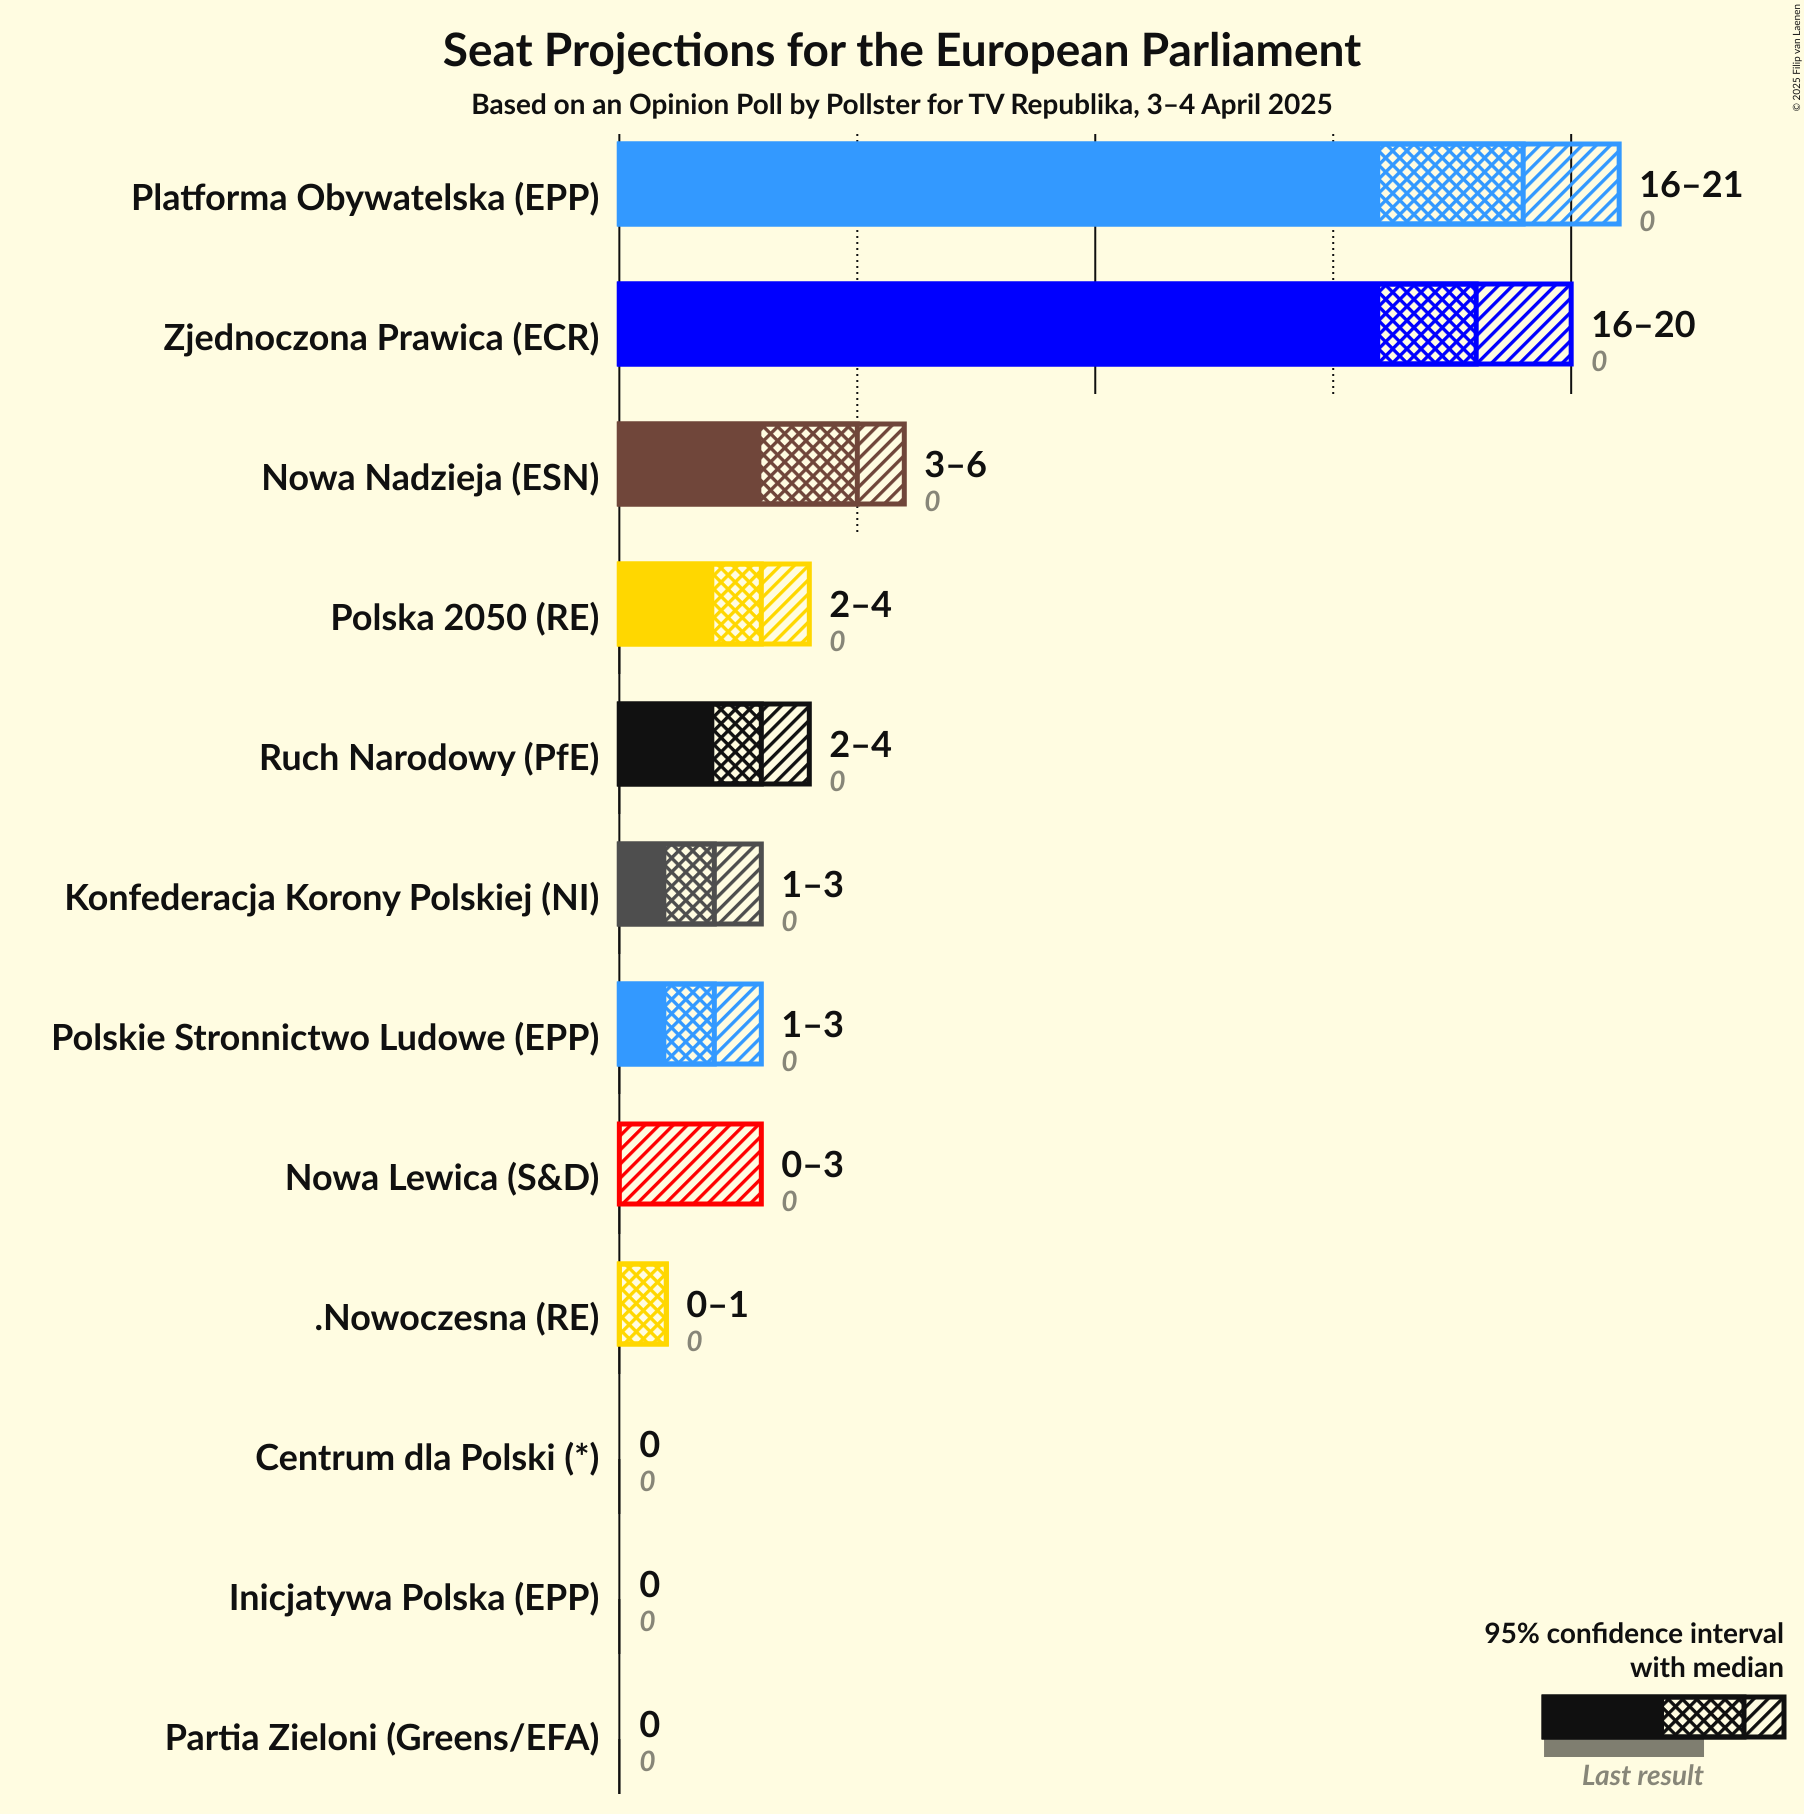 Seat Projections for the European Parliament
Based on an Opinion Poll by Pollster for TV Republika, 3–4 April 2025
© 2025 Filip van Laenen
Platforma Obywatelska (EPP)
16–21
0
Zjednoczona Prawica (ECR)
16–20
0
Nowa Nadzieja (ESN)
3–6
0
Polska 2050 (RE)
2–4
0
Ruch Narodowy (PfE)
2–4
0
Konfederacja Korony Polskiej (NI)
1–3
0
Polskie Stronnictwo Ludowe (EPP)
1–3
0
Nowa Lewica (S&D)
0–3
0
.Nowoczesna (RE)
0–1
0
Centrum dla Polski (*)
0
0
Inicjatywa Polska (EPP)
0
0
Partia Zieloni (Greens/EFA)
0
0
95% confidence interval
with median
Last result